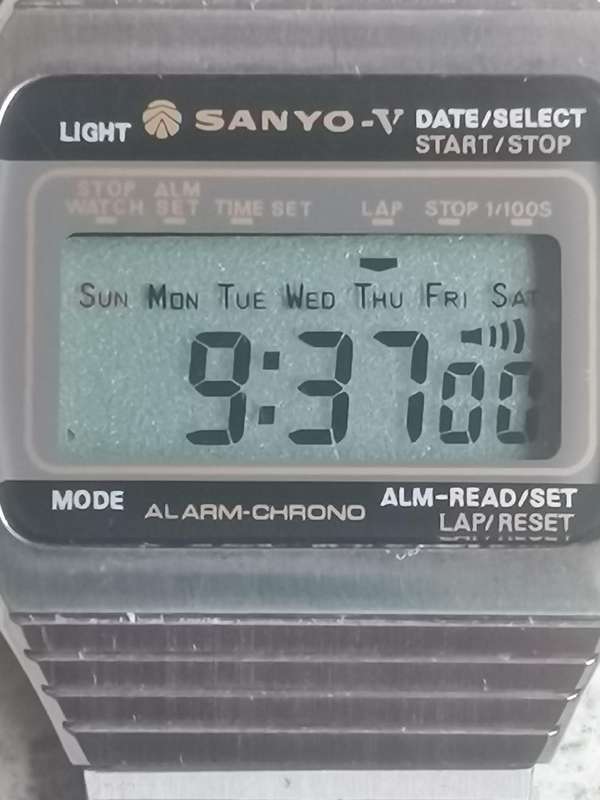 LIGHT SANYO-V DATE/SELECT
START/STOP
STOP WATCH ALM SET TIME SET LAP STOP 1/100S
SUN MON TUE WED THU FRI SAT
9:37 00
MODE ALARM-CHRONO ALM-READ/SET
LAP/RESET